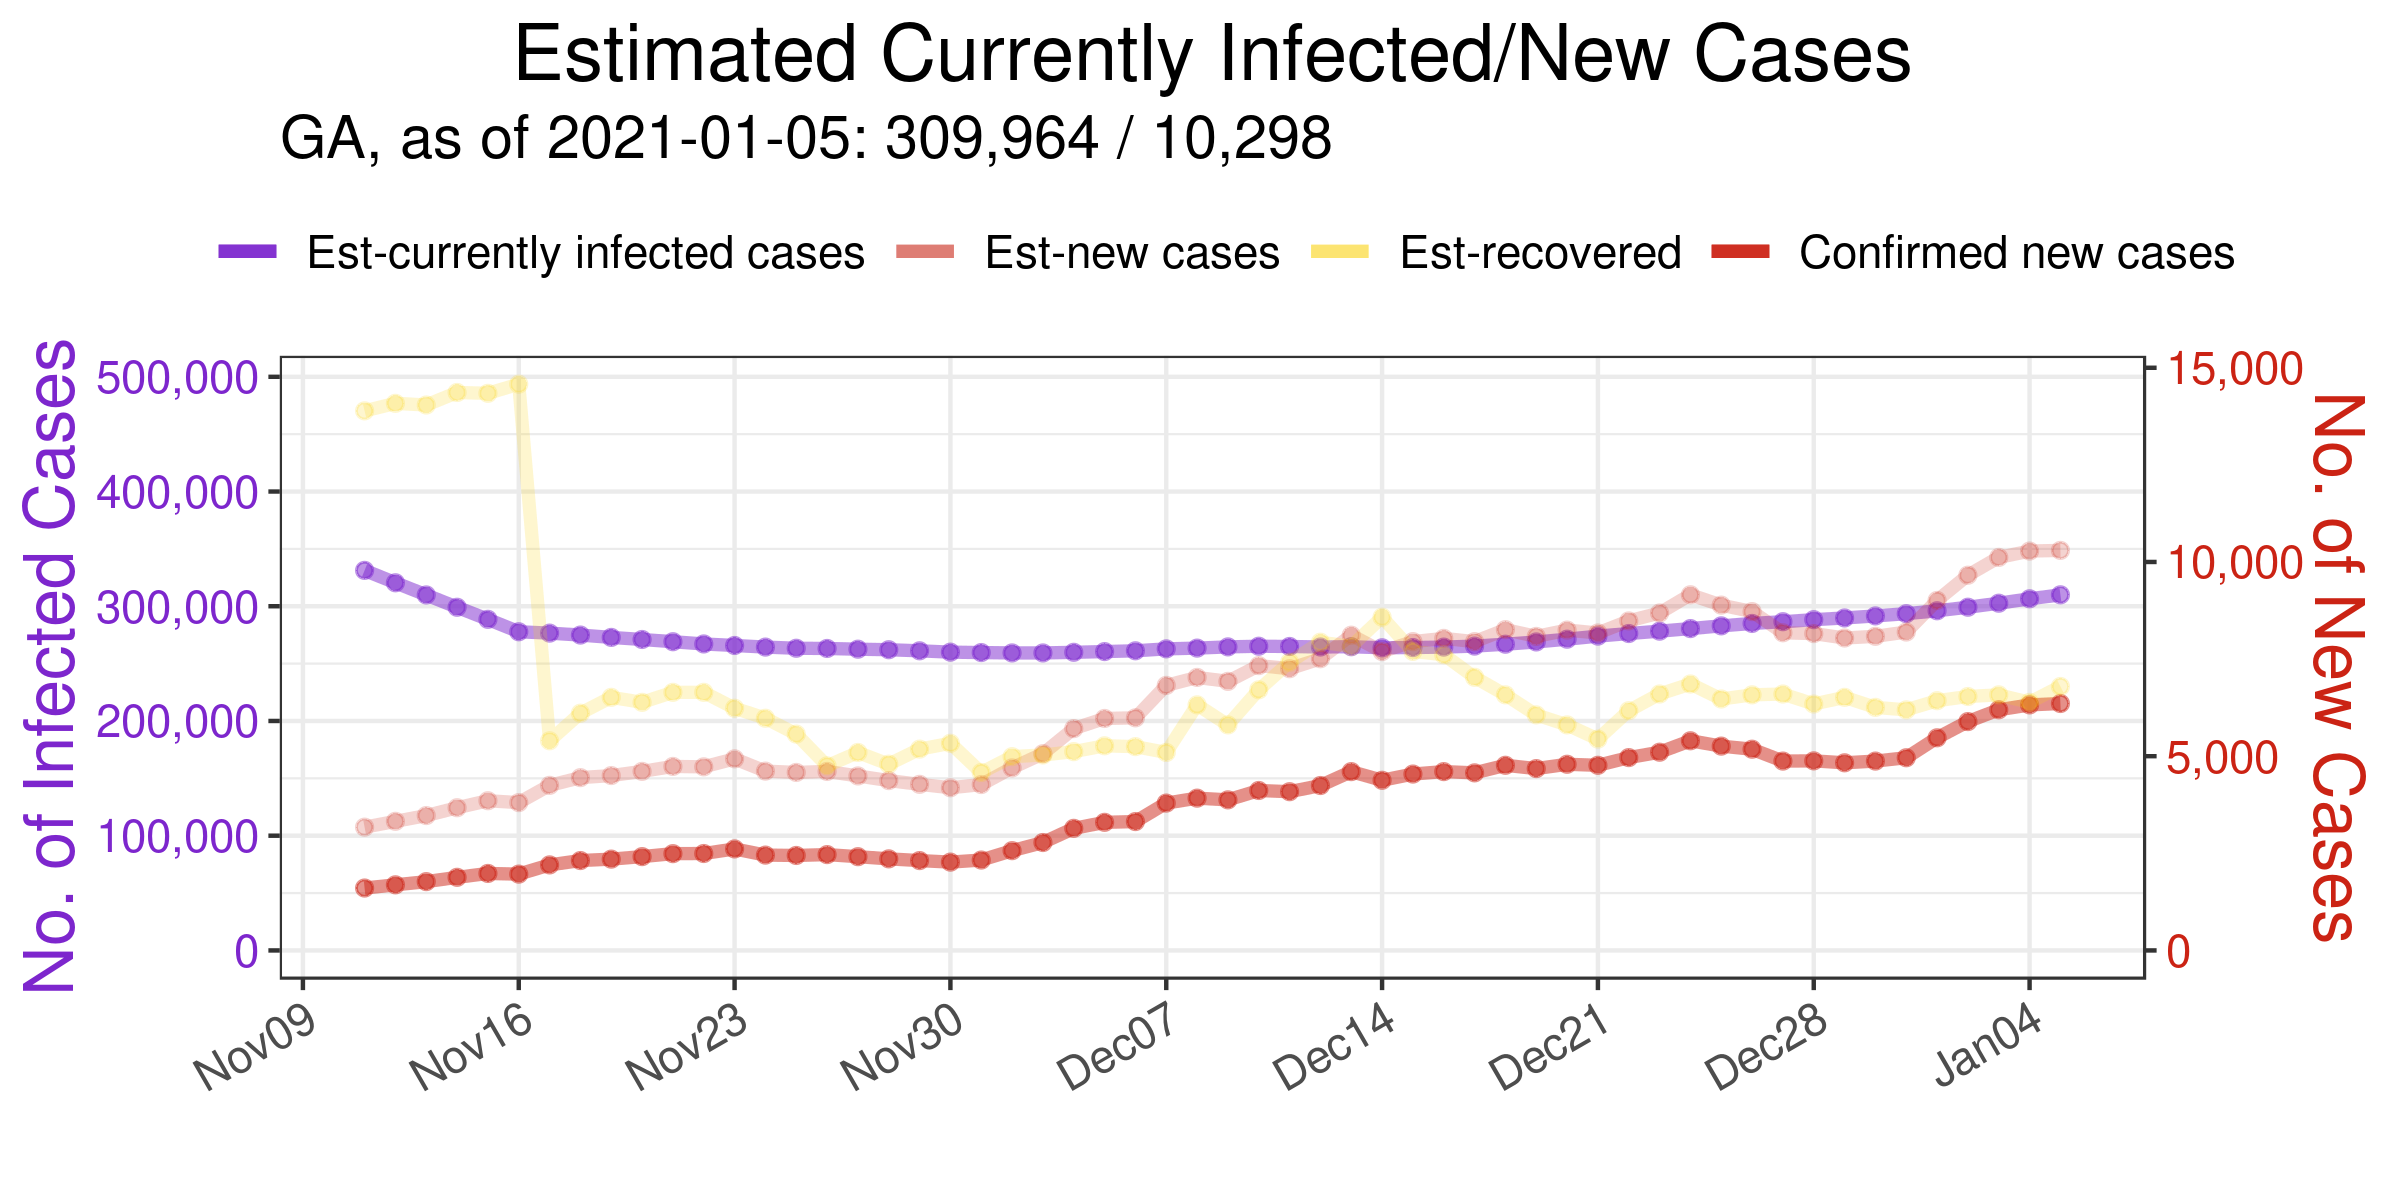 Estimated Currently Infected/New Cases
GA, as of 2021-01-05: 309,964 / 10,298
Est-currently infected cases Est-new cases Est-recovered Confirmed new cases
No. of Infected Cases
500,000
400,000
300,000
200,000
100,000
0
15,000
10,000
5,000
0
No. of New Cases
Nov09 Nov16 Nov23 Nov30 Dec07 Dec14 Dec21 Dec28 Jan04